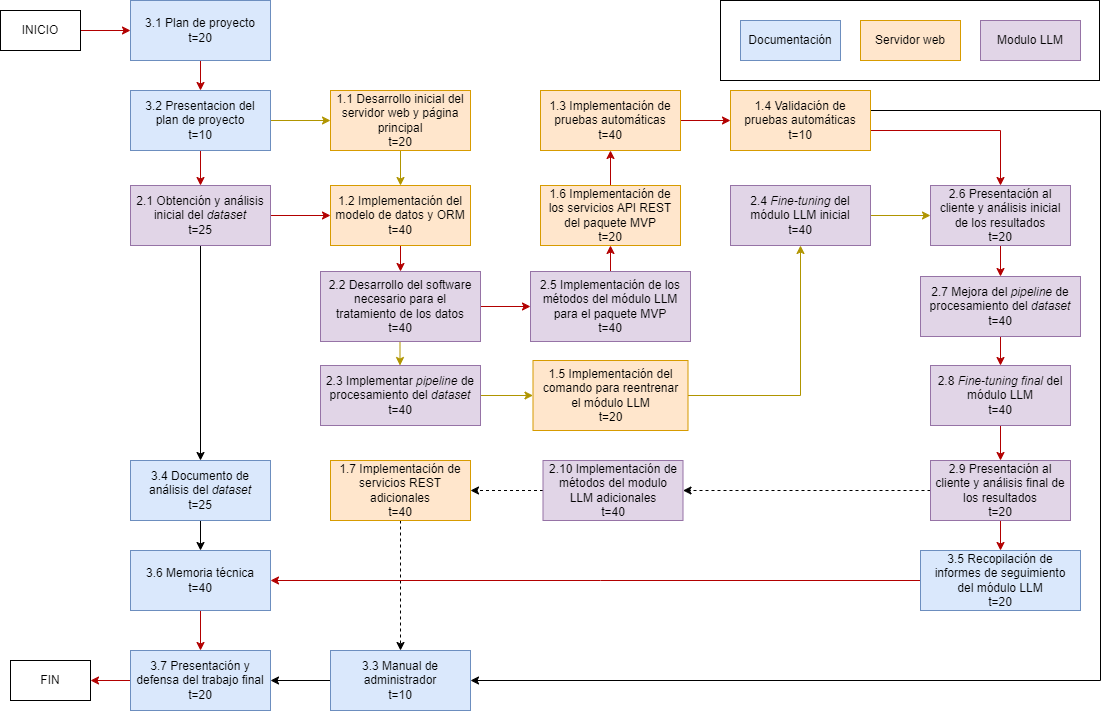 INICIO
3.1 Plan de proyecto
t=20
Documentación
Servidor web
Modulo LLM
3.2 Presentacion del
plan de proyecto
t=10
1.1 Desarrollo inicial del
servidor web y página
principal
t=20
1.3 Implementación de
pruebas automáticas
t=40
1.4 Validación de
pruebas automáticas
t=10
2.1 Obtención y análisis
inicial del dataset
t=25
1.2 Implementación del
modelo de datos y ORM
t=40
1.6 Implementación de
los servicios API REST
del paquete MVP
t=20
2.4 Fine-tuning del
módulo LLM inicial
t=40
2.6 Presentación al
cliente y análisis inicial
de los resultados
t=20
2.2 Desarrollo del software
necesario para el
tratamiento de los datos
t=40
2.5 Implementación de los
métodos del módulo LLM
para el paquete MVP
t=40
2.7 Mejora del pipeline de
procesamiento del dataset
t=40
2.3 Implementar pipeline de
procesamiento del dataset
t=40
1.5 Implementación del
comando para reentrenar
el módulo LLM
t=20
2.8 Fine-tuning final del
módulo LLM
t=40
3.4 Documento de
análisis del dataset
t=25
1.7 Implementación de
servicios REST
adicionales
t=40
2.10 Implementación de
métodos del modulo
LLM adicionales
t=40
2.9 Presentación al
cliente y análisis final
de los resultados
t=20
3.6 Memoria técnica
t=40
3.5 Recopilación de
informes de seguimiento
del módulo LLM
t=20
FIN
3.7 Presentación y
defensa del trabajo final
t=20
3.3 Manual de
administrador
t=10